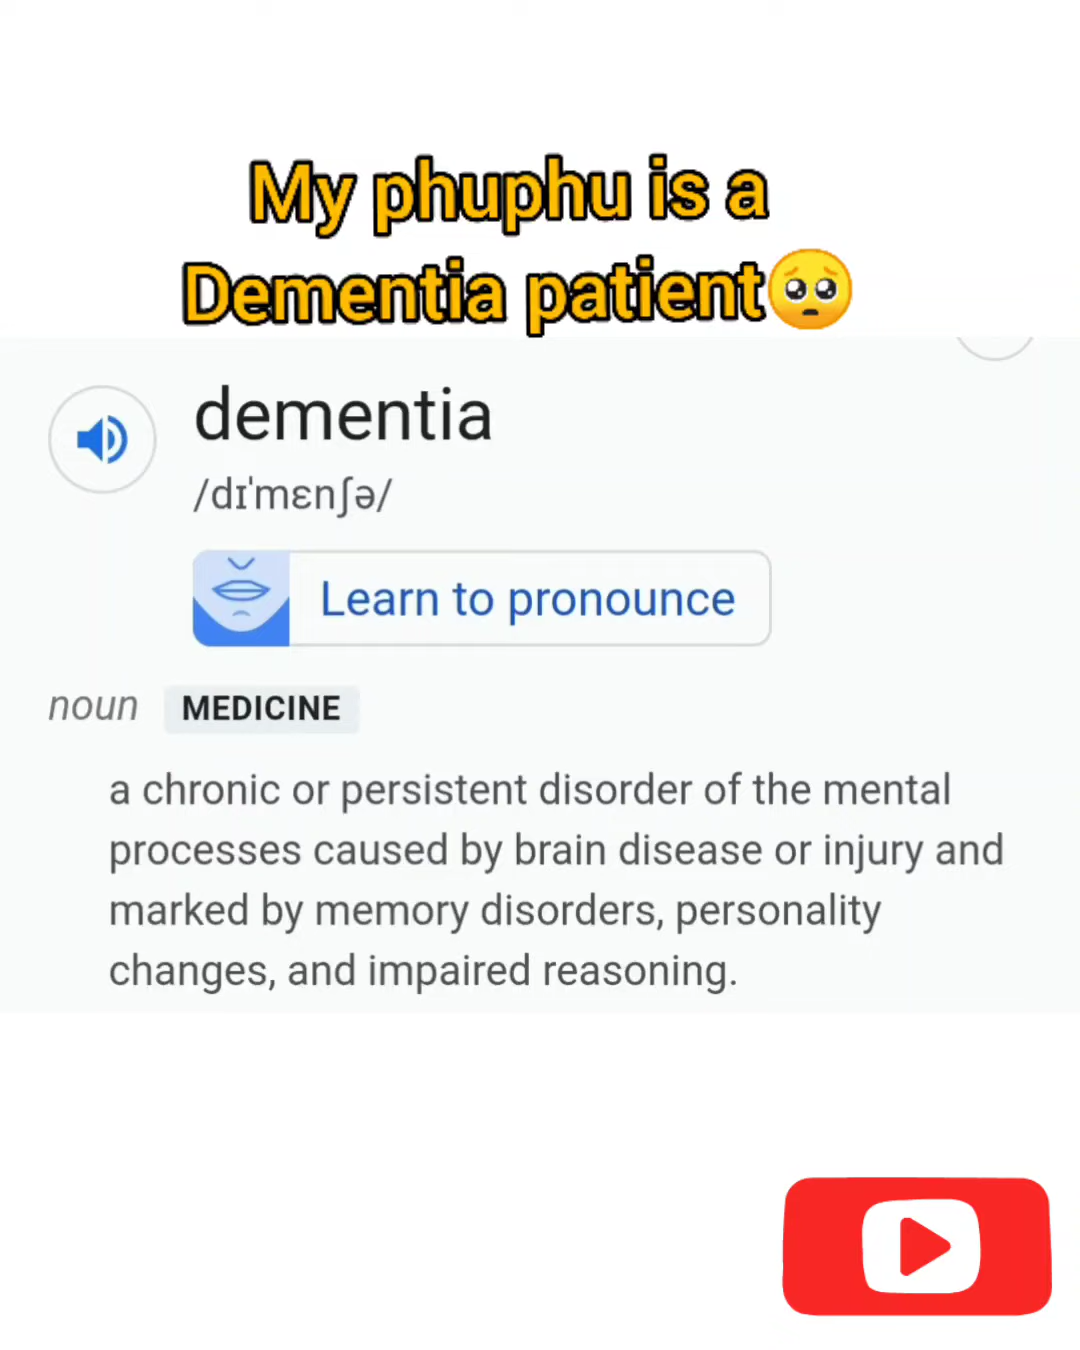 My phuphu is a
Dementia patient🥺
dementia
/dɪˈmɛnʃə/
Learn to pronounce
noun MEDICINE
a chronic or persistent disorder of the mental
processes caused by brain disease or injury and
marked by memory disorders, personality
changes, and impaired reasoning.